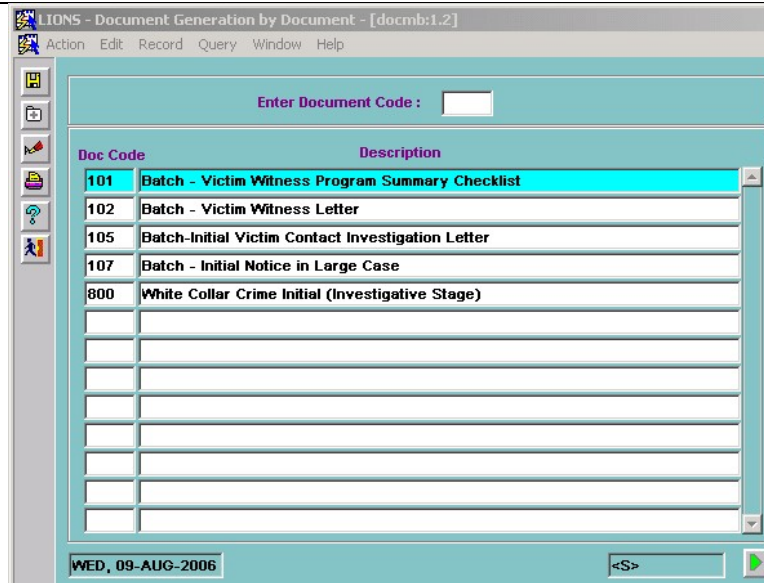 LIONS - Document Generation by Document - [docmb:1.2]
Action Edit Record Query Window Help
Enter Document Code :
Doc Code Description
101 Batch - Victim Witness Program Summary Checklist
102 Batch - Victim Witness Letter
105 Batch-Initial Victim Contact Investigation Letter
107 Batch - Initial Notice in Large Case
800 White Collar Crime Initial (Investigative Stage)
WED, 09-AUG-2006 <S>